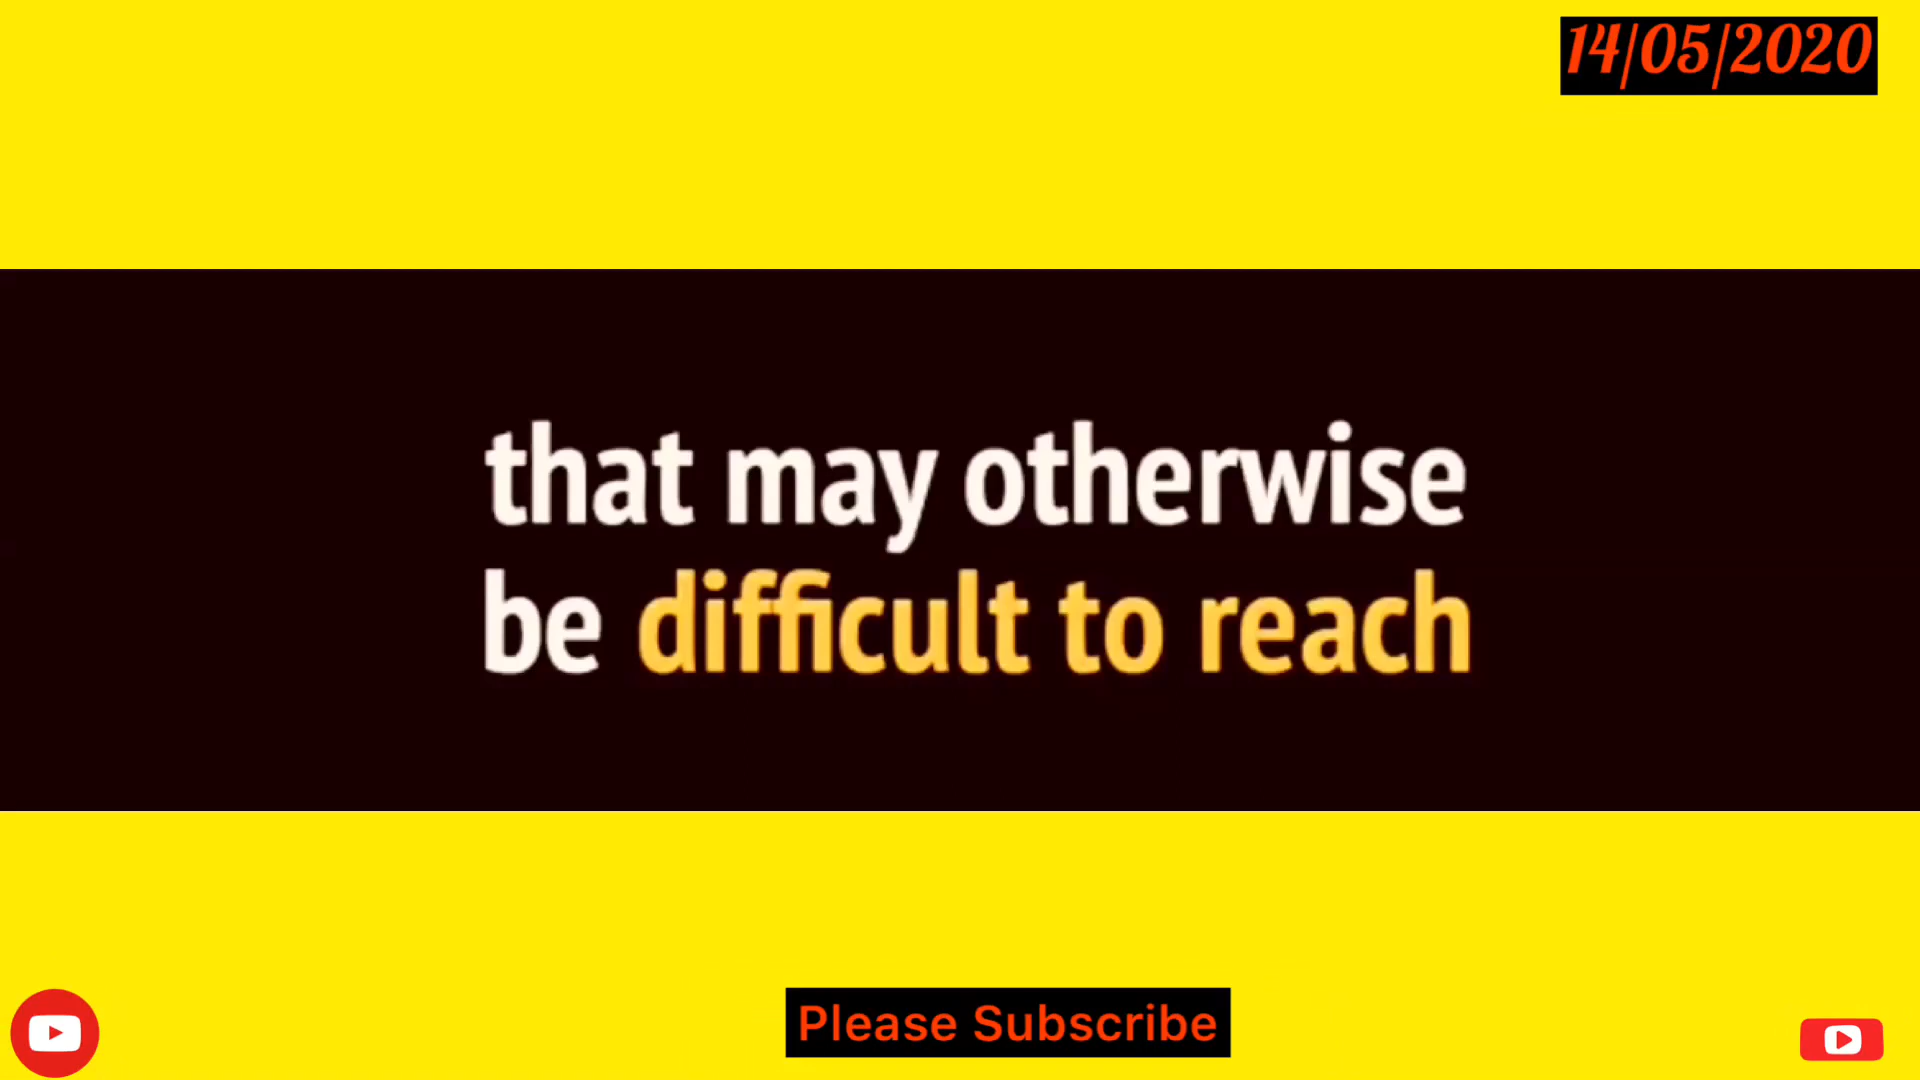 14/05/2020
that may otherwise
be difficult to reach
Please Subscribe